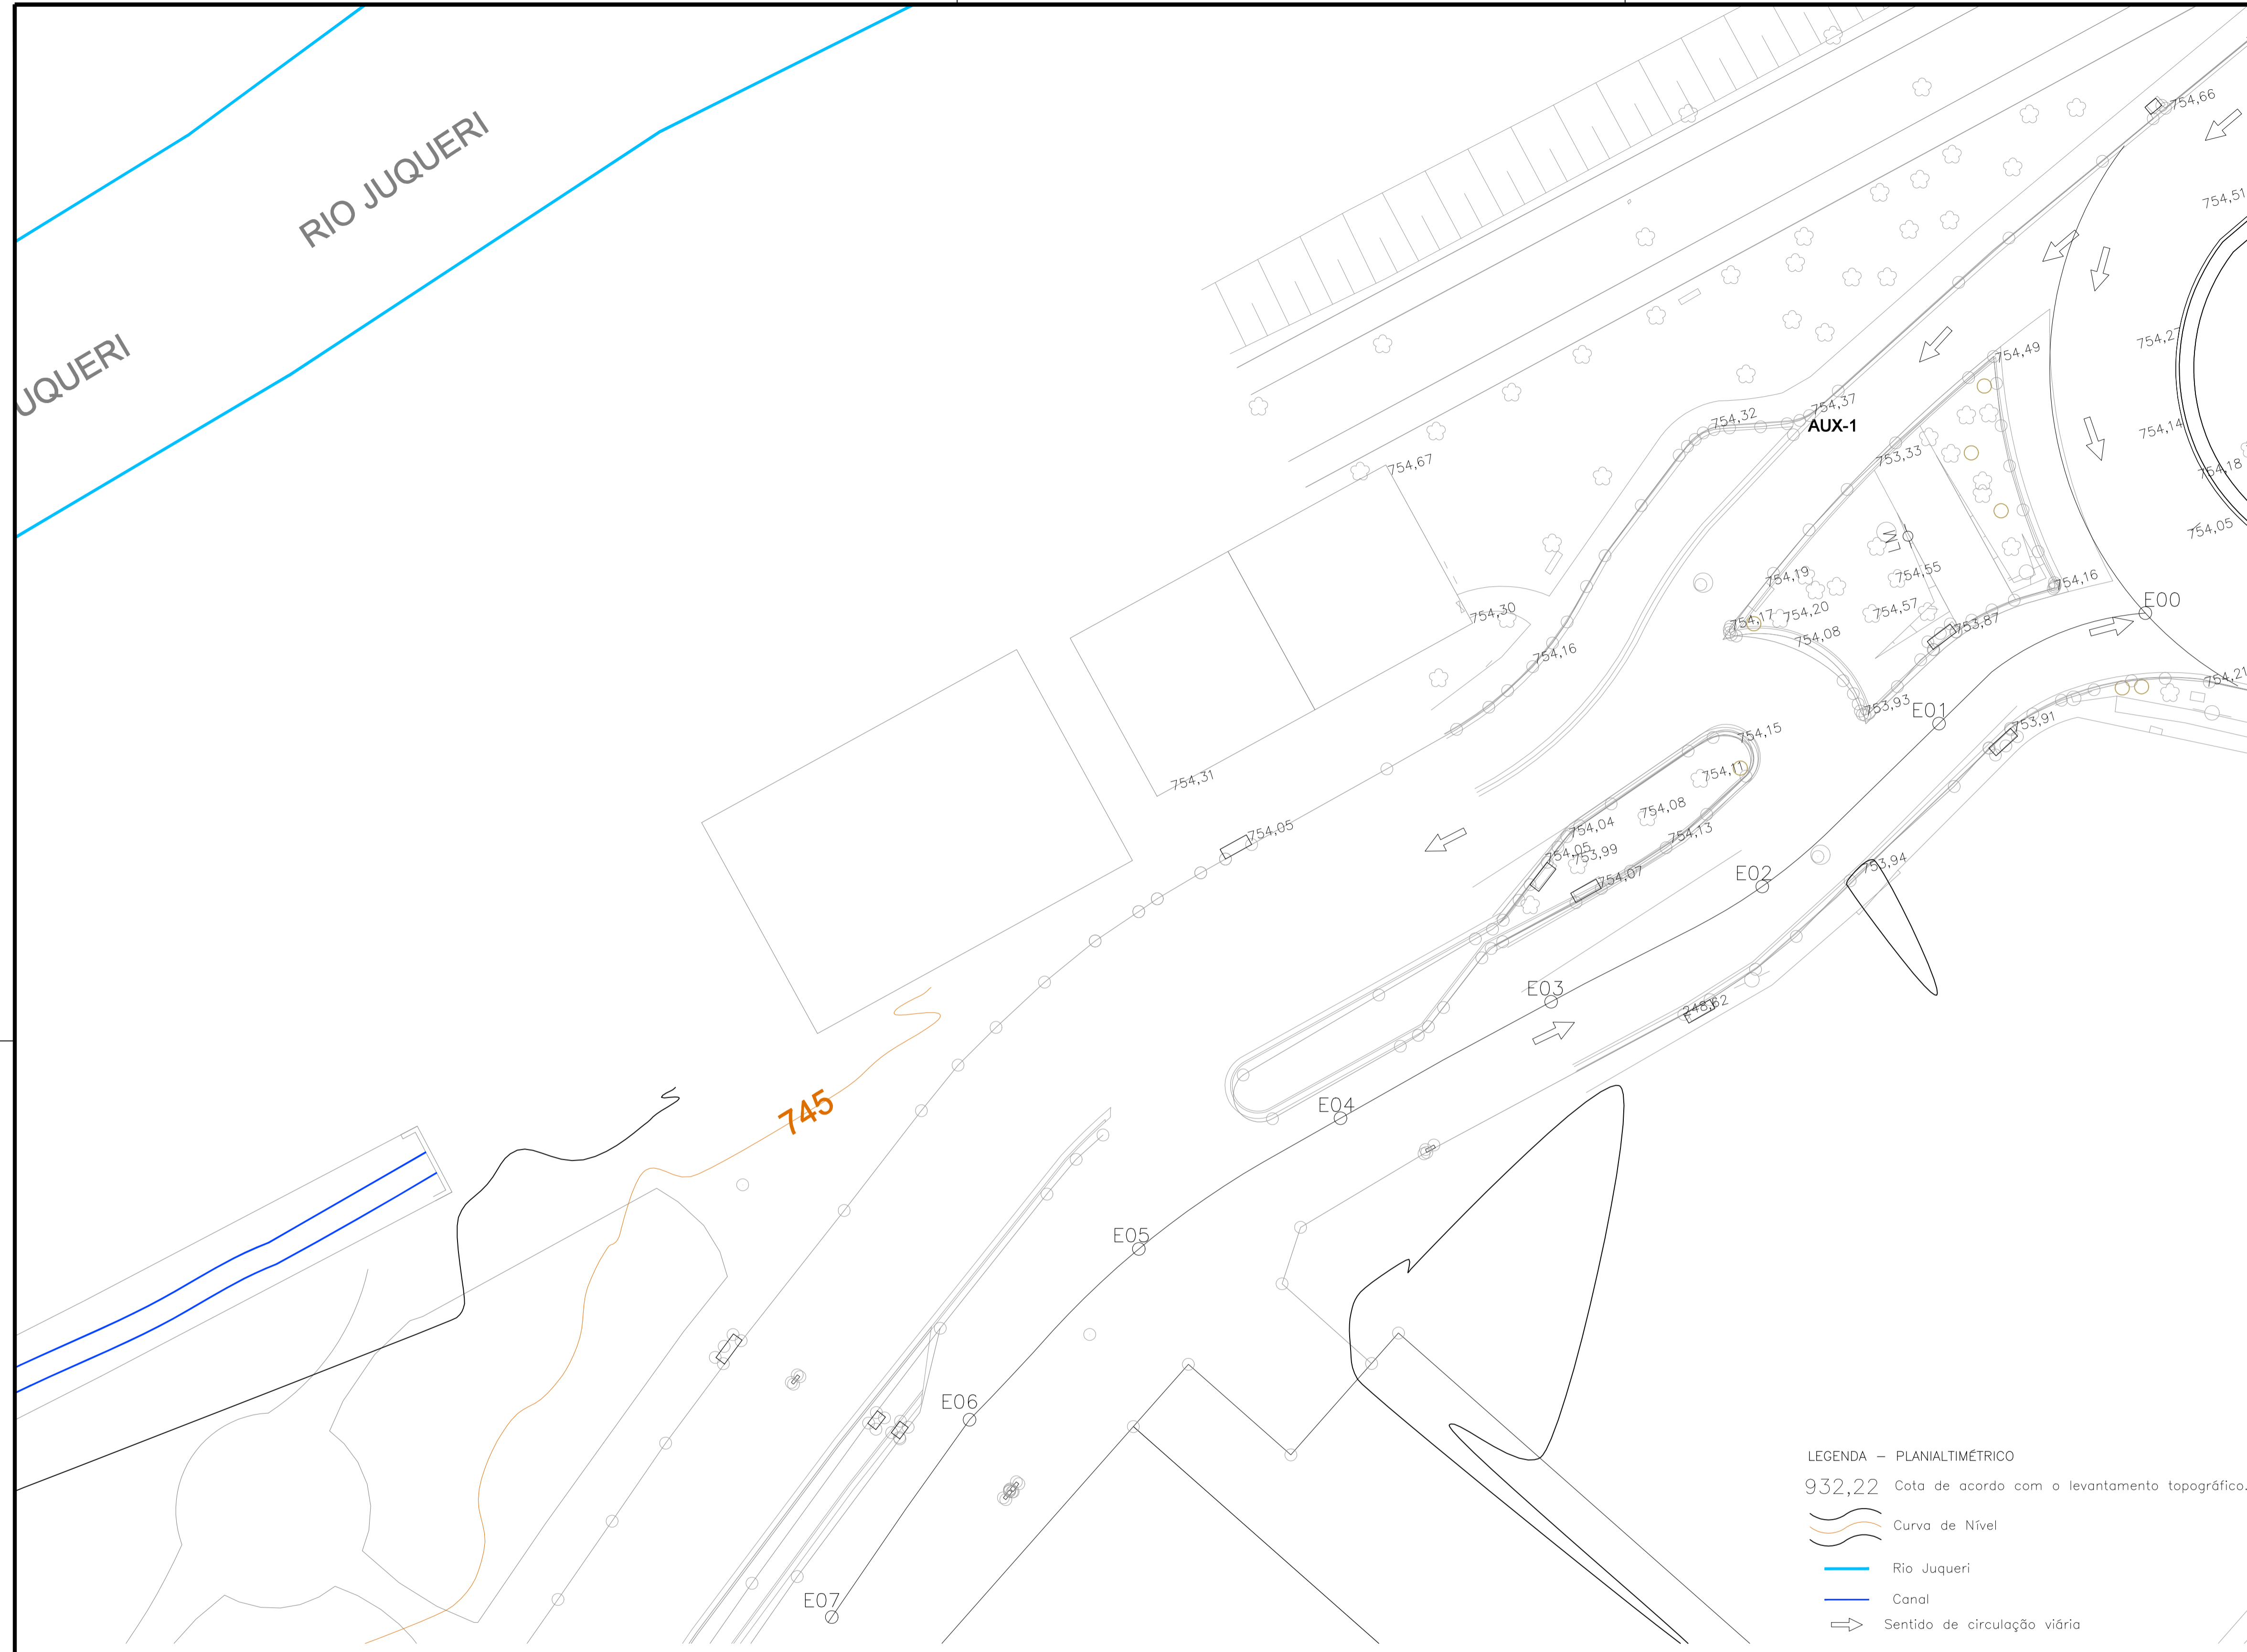 RIO JUQUERI
UQUERI
754,66
754,51
754,27
754,49
754,37
754,32
AUX-1
754,14
754,18
754,67
753,33
754,05
LM
754,19
754,55
754,16
754,30
754,17
754,20
754,57
E00
754,08
753,87
754,16
754,21
753,93
E01
753,91
754,15
754,31
754,11
754,08
754,05
754,04
754,13
754,05
753,99
754,07
E02
753,94
E03
248,62
745
E04
E05
E06
E07
LEGENDA – PLANIALTIMÉTRICO
932,22 Cota de acordo com o levantamento topográfico.
Curva de Nível
Rio Juqueri
Canal
Sentido de circulação viária